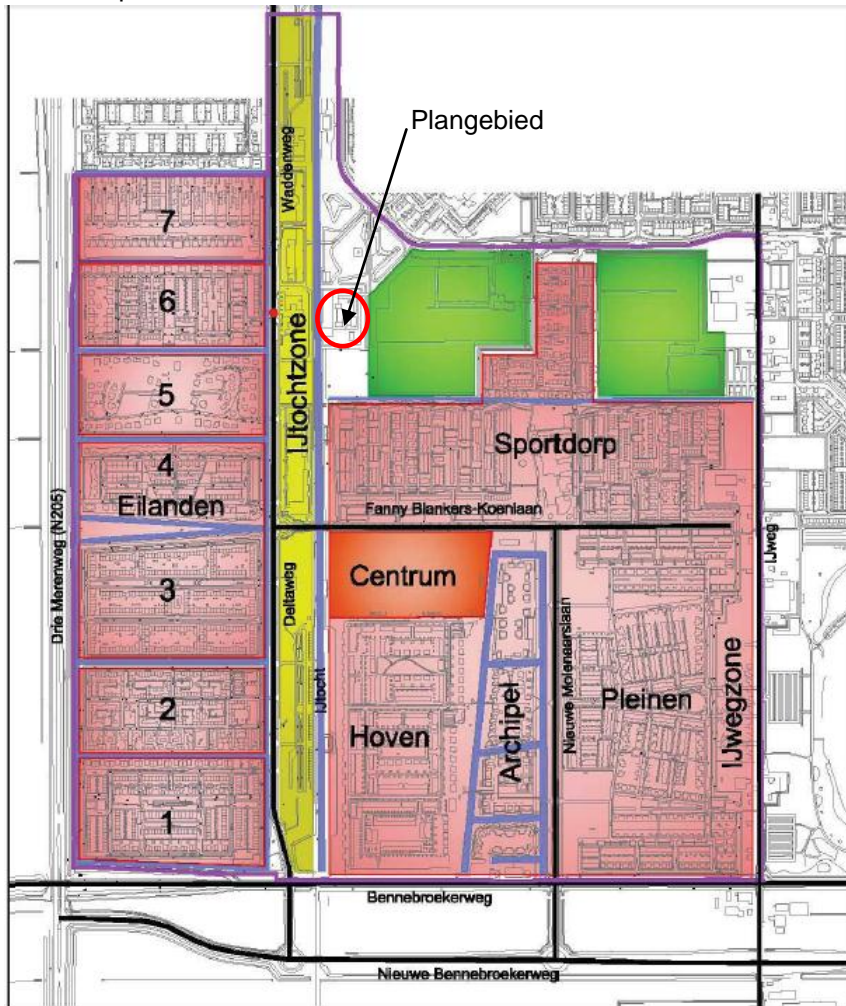 Plangebied
Waddenweg
7
6
IJtochtzone
5
4
Eilanden
Sportdorp
Drie Merenweg (N205)
Fanny Blankers-Koenlaan
IJweg
Centrum
3
Deltaweg
Nieuwe Molenaarslaan
IJtocht
2
Hoven
Archipel
Pleinen
IJwegzone
1
Bennebroekerweg
Nieuwe Bennebroekerweg